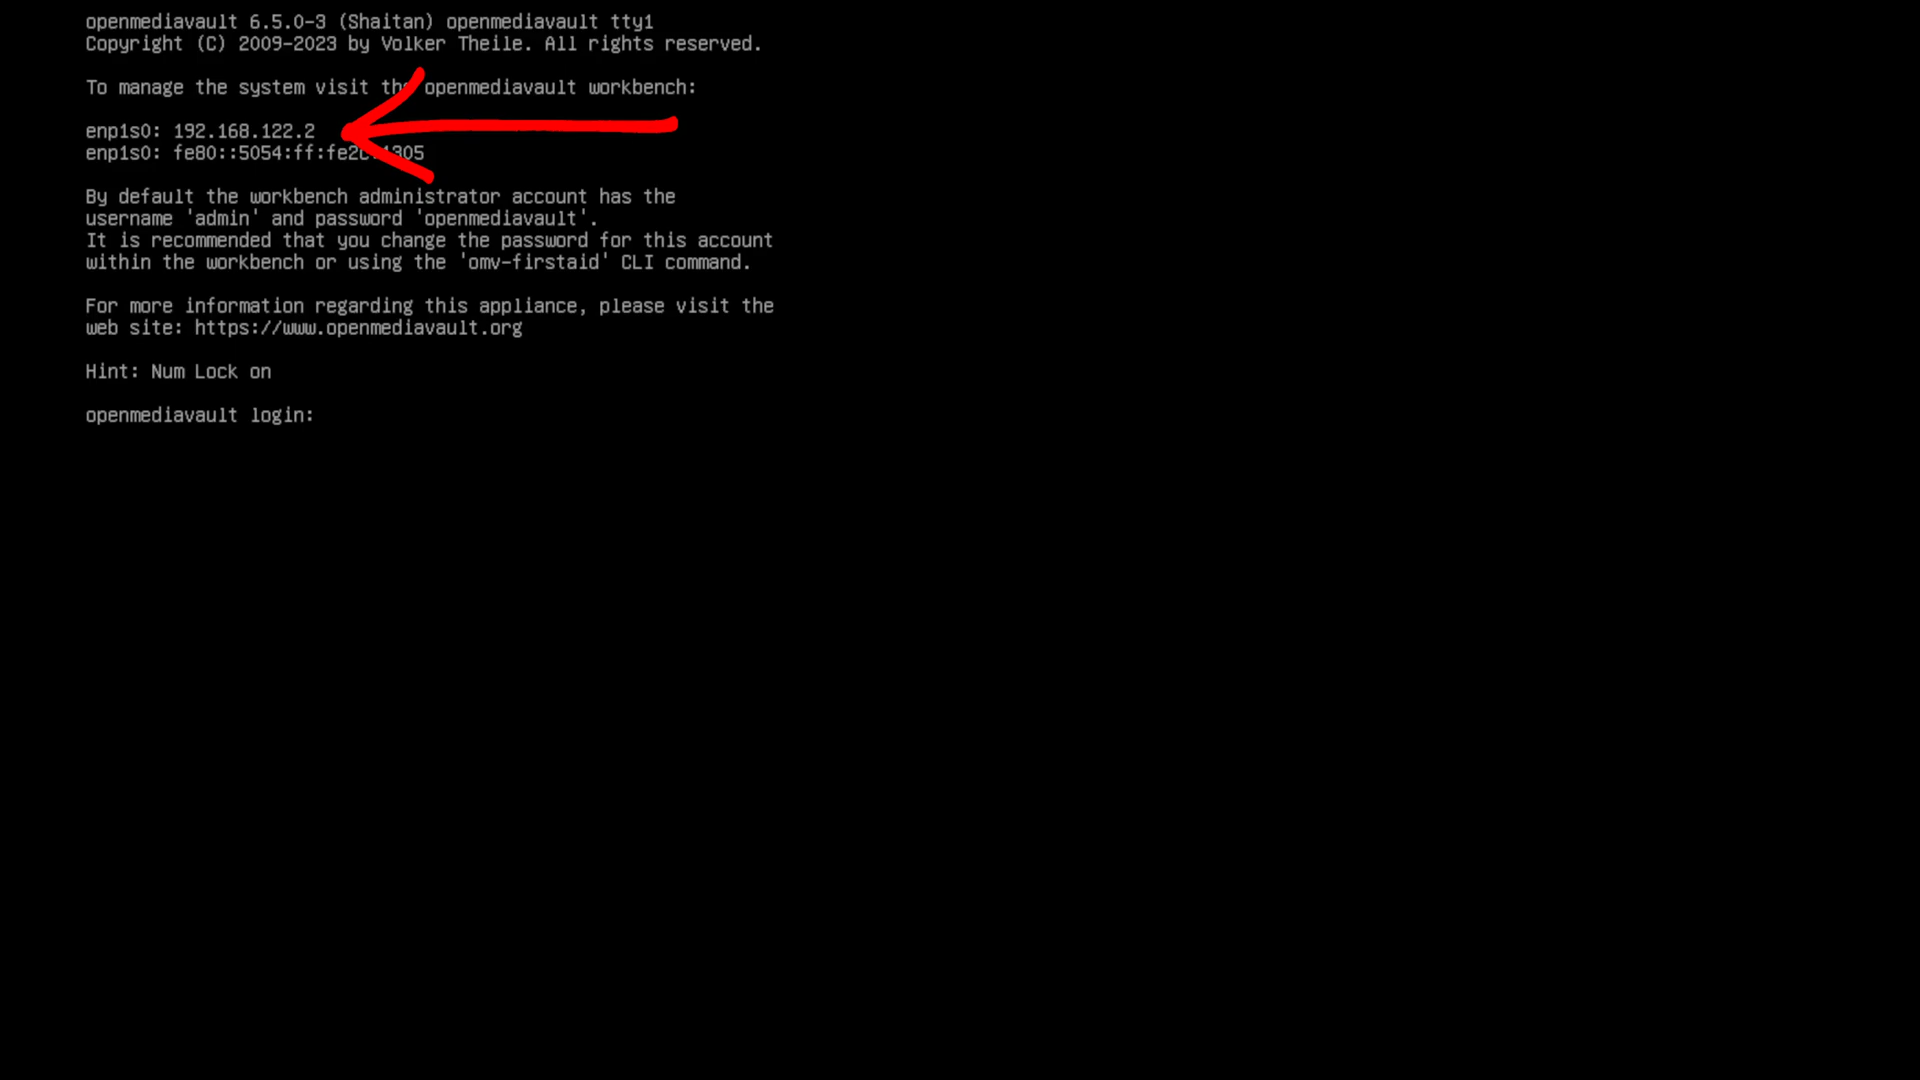 openmediavault 6.5.0-3 (Shaitan) openmediavault tty1
Copyright (C) 2009-2023 by Volker Theile. All rights reserved.
To manage the system visit the openmediavault workbench:
enp1s0: 192.168.122.2
enp1s0:
By default the workbench administrator account has the
username 'admin' and password 'openmediavault'.
It is recommended that you change the password for this account
within the workbench or using the 'omv-firstaid' CLI command.
For more information regarding this appliance, please visit the
web site: https://www.openmediavault.org
Hint: Num Lock on
openmediavault login: